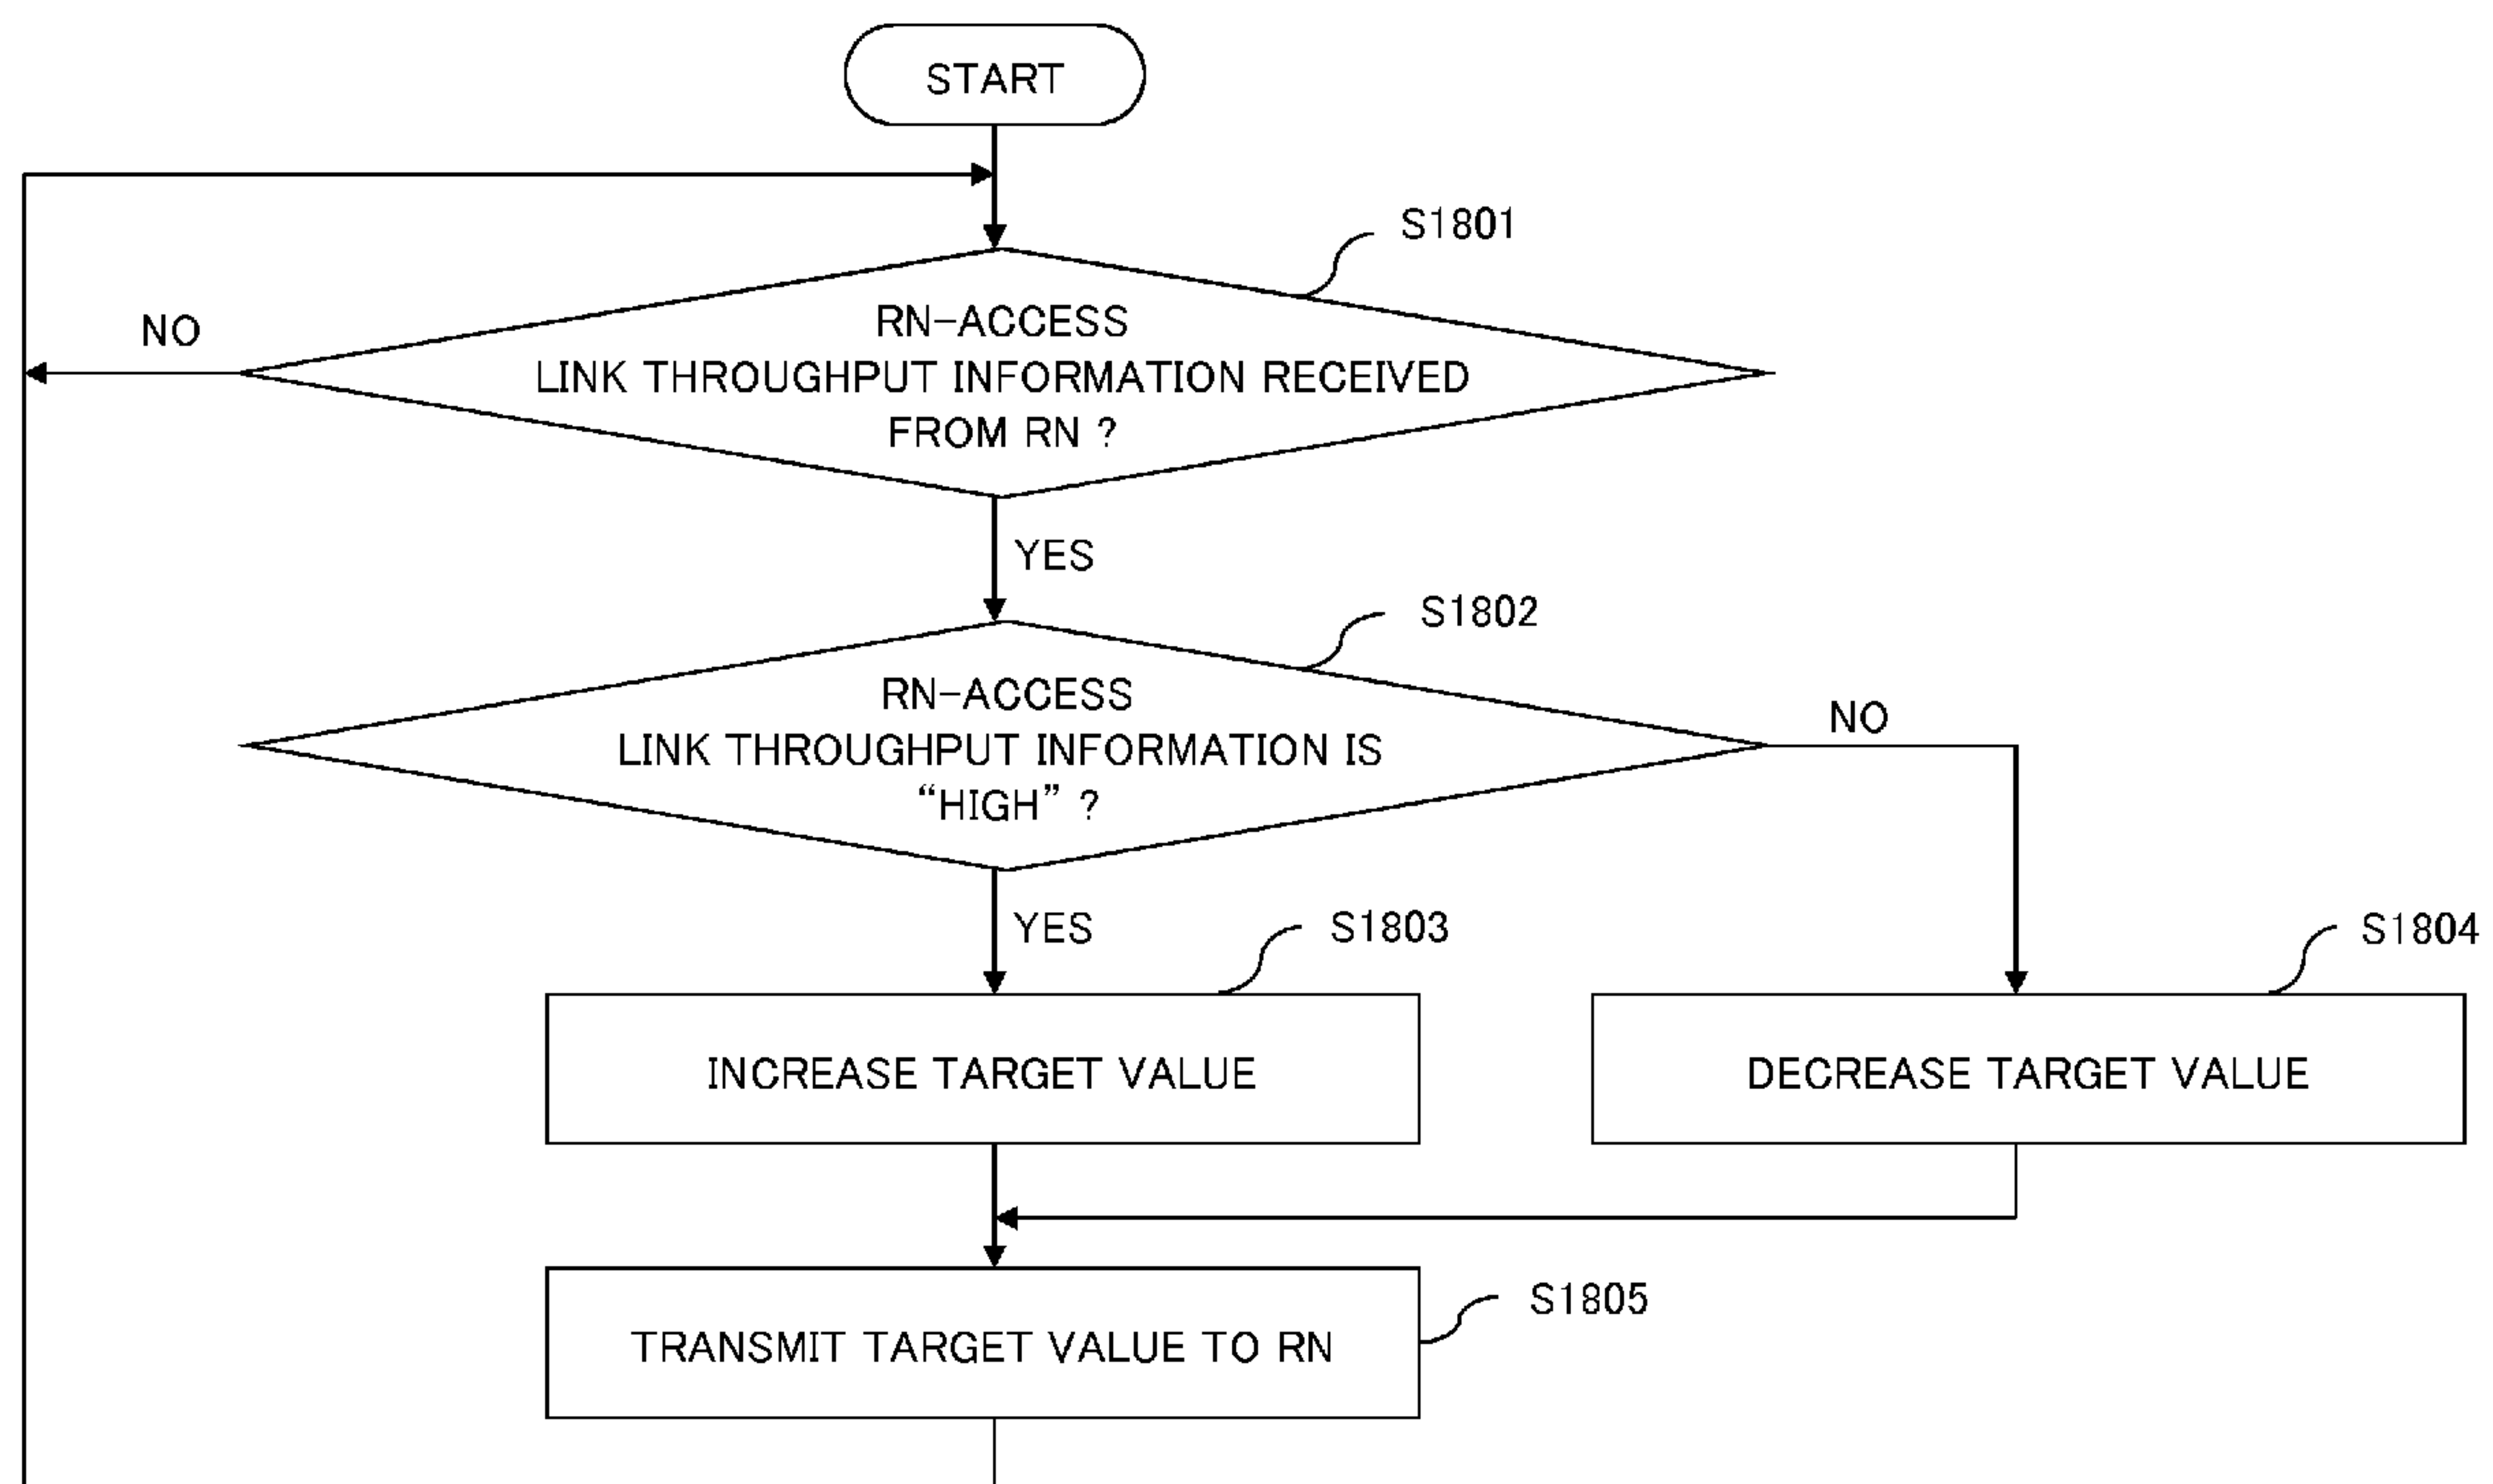 START
S1801
RN-ACCESS
LINK THROUGHPUT INFORMATION RECEIVED
FROM RN ?
NO
YES
S1802
RN-ACCESS
LINK THROUGHPUT INFORMATION IS
“HIGH” ?
NO
YES
S1803
S1804
INCREASE TARGET VALUE
DECREASE TARGET VALUE
S1805
TRANSMIT TARGET VALUE TO RN